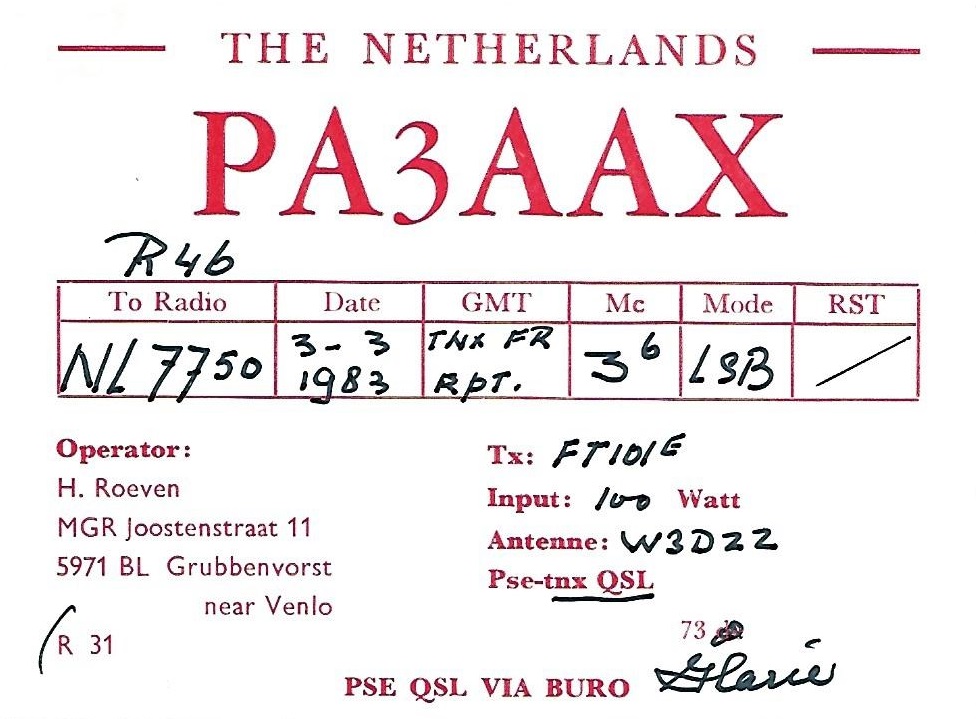 THE NETHERLANDS
PA3AAX
R46
To Radio Date GMT Mc Mode RST
NL7750 3-3 1983 TNX FR RPT. 3⁶ LSB /
Operator:
H. Roeven
MGR Joostenstraat 11
5971 BL Grubbenvorst
near Venlo
R 31
Tx: FT101E
Input: 100 Watt
Antenne: W3DZZ
Pse-tnx QSL
73
PSE QSL VIA BURO